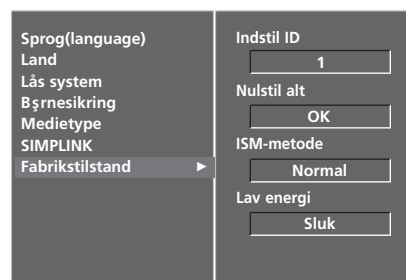 Sprog(language)
Land
Lås system
Bşrnesikring
Medietype
SIMPLINK
Fabrikstilstand ►
Indstil ID
1
Nulstil alt
OK
ISM-metode
Normal
Lav energi
Sluk